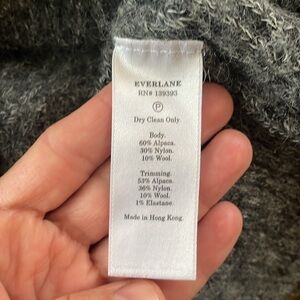 EVERLANE
RN# 139393
P
Dry Clean Only.
Body.
60% Alpaca.
30% Nylon.
10% Wool.
Trimming.
53% Alpaca.
36% Nylon.
10% Wool.
1% Elastane.
Made in Hong Kong.